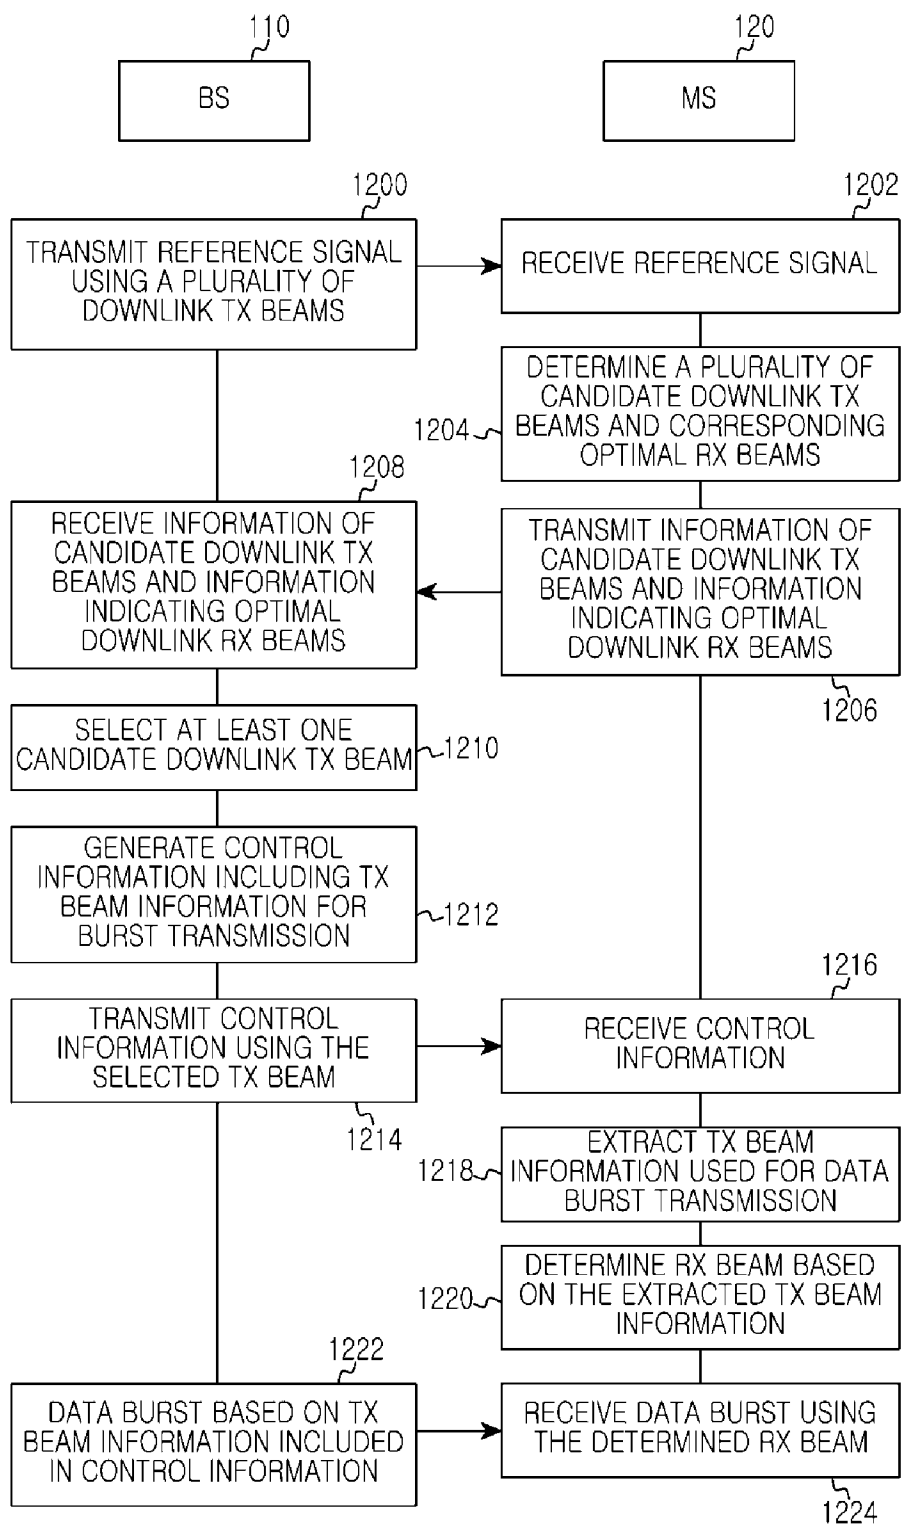 110
BS
120
MS
1200
TRANSMIT REFERENCE SIGNAL
USING A PLURALITY OF
DOWNLINK TX BEAMS
1202
RECEIVE REFERENCE SIGNAL
1204
DETERMINE A PLURALITY OF
CANDIDATE DOWNLINK TX
BEAMS AND CORRESPONDING
OPTIMAL RX BEAMS
1208
RECEIVE INFORMATION OF
CANDIDATE DOWNLINK TX
BEAMS AND INFORMATION
INDICATING OPTIMAL
DOWNLINK RX BEAMS
TRANSMIT INFORMATION OF
CANDIDATE DOWNLINK TX
BEAMS AND INFORMATION
INDICATING OPTIMAL
DOWNLINK RX BEAMS
1206
SELECT AT LEAST ONE
CANDIDATE DOWNLINK TX BEAM
1210
GENERATE CONTROL
INFORMATION INCLUDING TX
BEAM INFORMATION FOR
BURST TRANSMISSION
1212
TRANSMIT CONTROL
INFORMATION USING THE
SELECTED TX BEAM
1214
1216
RECEIVE CONTROL
INFORMATION
1218
EXTRACT TX BEAM
INFORMATION USED FOR DATA
BURST TRANSMISSION
1220
DETERMINE RX BEAM BASED
ON THE EXTRACTED TX BEAM
INFORMATION
1222
DATA BURST BASED ON TX
BEAM INFORMATION INCLUDED
IN CONTROL INFORMATION
RECEIVE DATA BURST USING
THE DETERMINED RX BEAM
1224